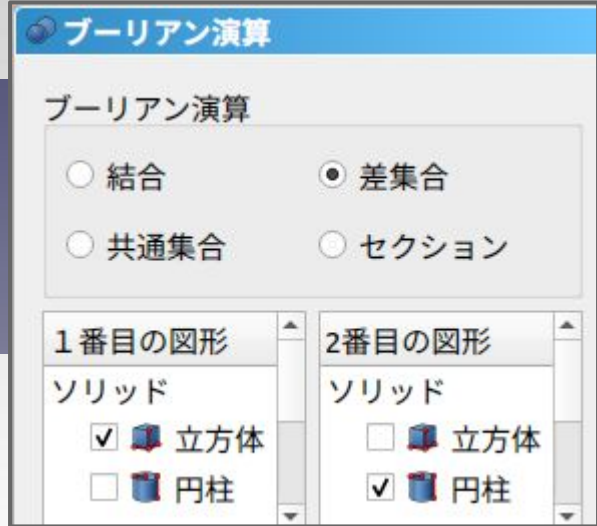 ブーリアン演算
ブーリアン演算
結合 差集合
共通集合 セクション
１番目の図形 2番目の図形
ソリッド ソリッド
立方体 立方体
円柱 円柱